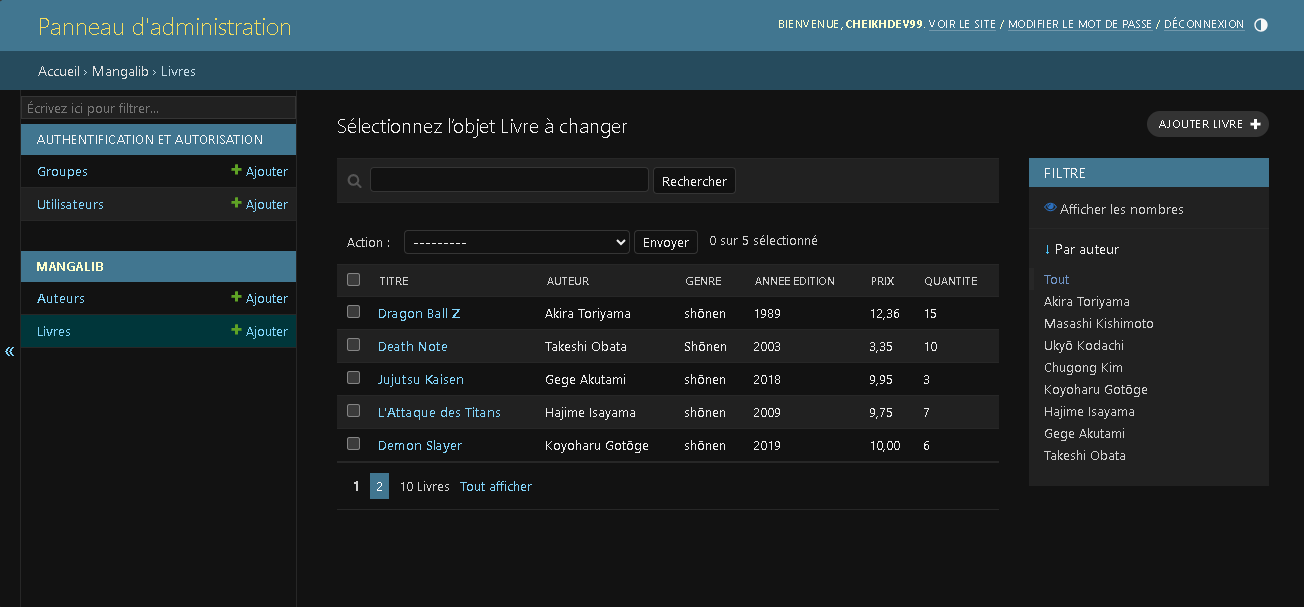 Panneau d'administration
BIENVENUE, CHEIKHDEV99. VOIR LE SITE / MODIFIER LE MOT DE PASSE / DÉCONNEXION
Accueil › Mangalib › Livres
Écrivez ici pour filtrer…
AUTHENTIFICATION ET AUTORISATION
Groupes Ajouter
Utilisateurs Ajouter
MANGALIB
Auteurs Ajouter
Livres Ajouter
«
Sélectionnez l’objet Livre à changer
AJOUTER LIVRE
Rechercher
Action : --------- Envoyer 0 sur 5 sélectionné
TITRE AUTEUR GENRE ANNEE EDITION PRIX QUANTITE
Dragon Ball Z Akira Toriyama shōnen 1989 12,36 15
Death Note Takeshi Obata Shōnen 2003 3,35 10
Jujutsu Kaisen Gege Akutami shōnen 2018 9,95 3
L'Attaque des Titans Hajime Isayama shōnen 2009 9,75 7
Demon Slayer Koyoharu Gotōge shōnen 2019 10,00 6
1 2 10 Livres Tout afficher
FILTRE
Afficher les nombres
↓ Par auteur
Tout
Akira Toriyama
Masashi Kishimoto
Ukyō Kodachi
Chugong Kim
Koyoharu Gotōge
Hajime Isayama
Gege Akutami
Takeshi Obata